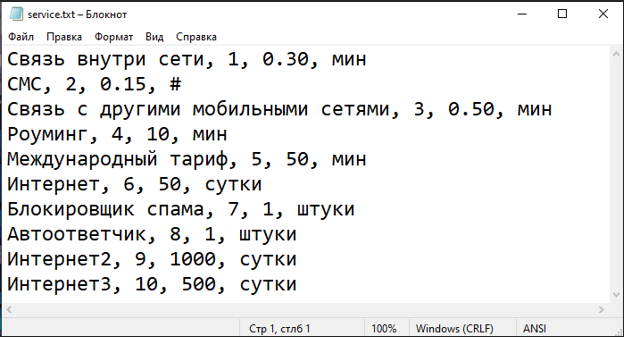 service.txt – Блокнот
Файл Правка Формат Вид Справка
Связь внутри сети, 1, 0.30, мин
СМС, 2, 0.15, #
Связь с другими мобильными сетями, 3, 0.50, мин
Роуминг, 4, 10, мин
Международный тариф, 5, 50, мин
Интернет, 6, 50, сутки
Блокировщик спама, 7, 1, штуки
Автоответчик, 8, 1, штуки
Интернет2, 9, 1000, сутки
Интернет3, 10, 500, сутки
Стр 1, стлб 1 100% Windows (CRLF) ANSI